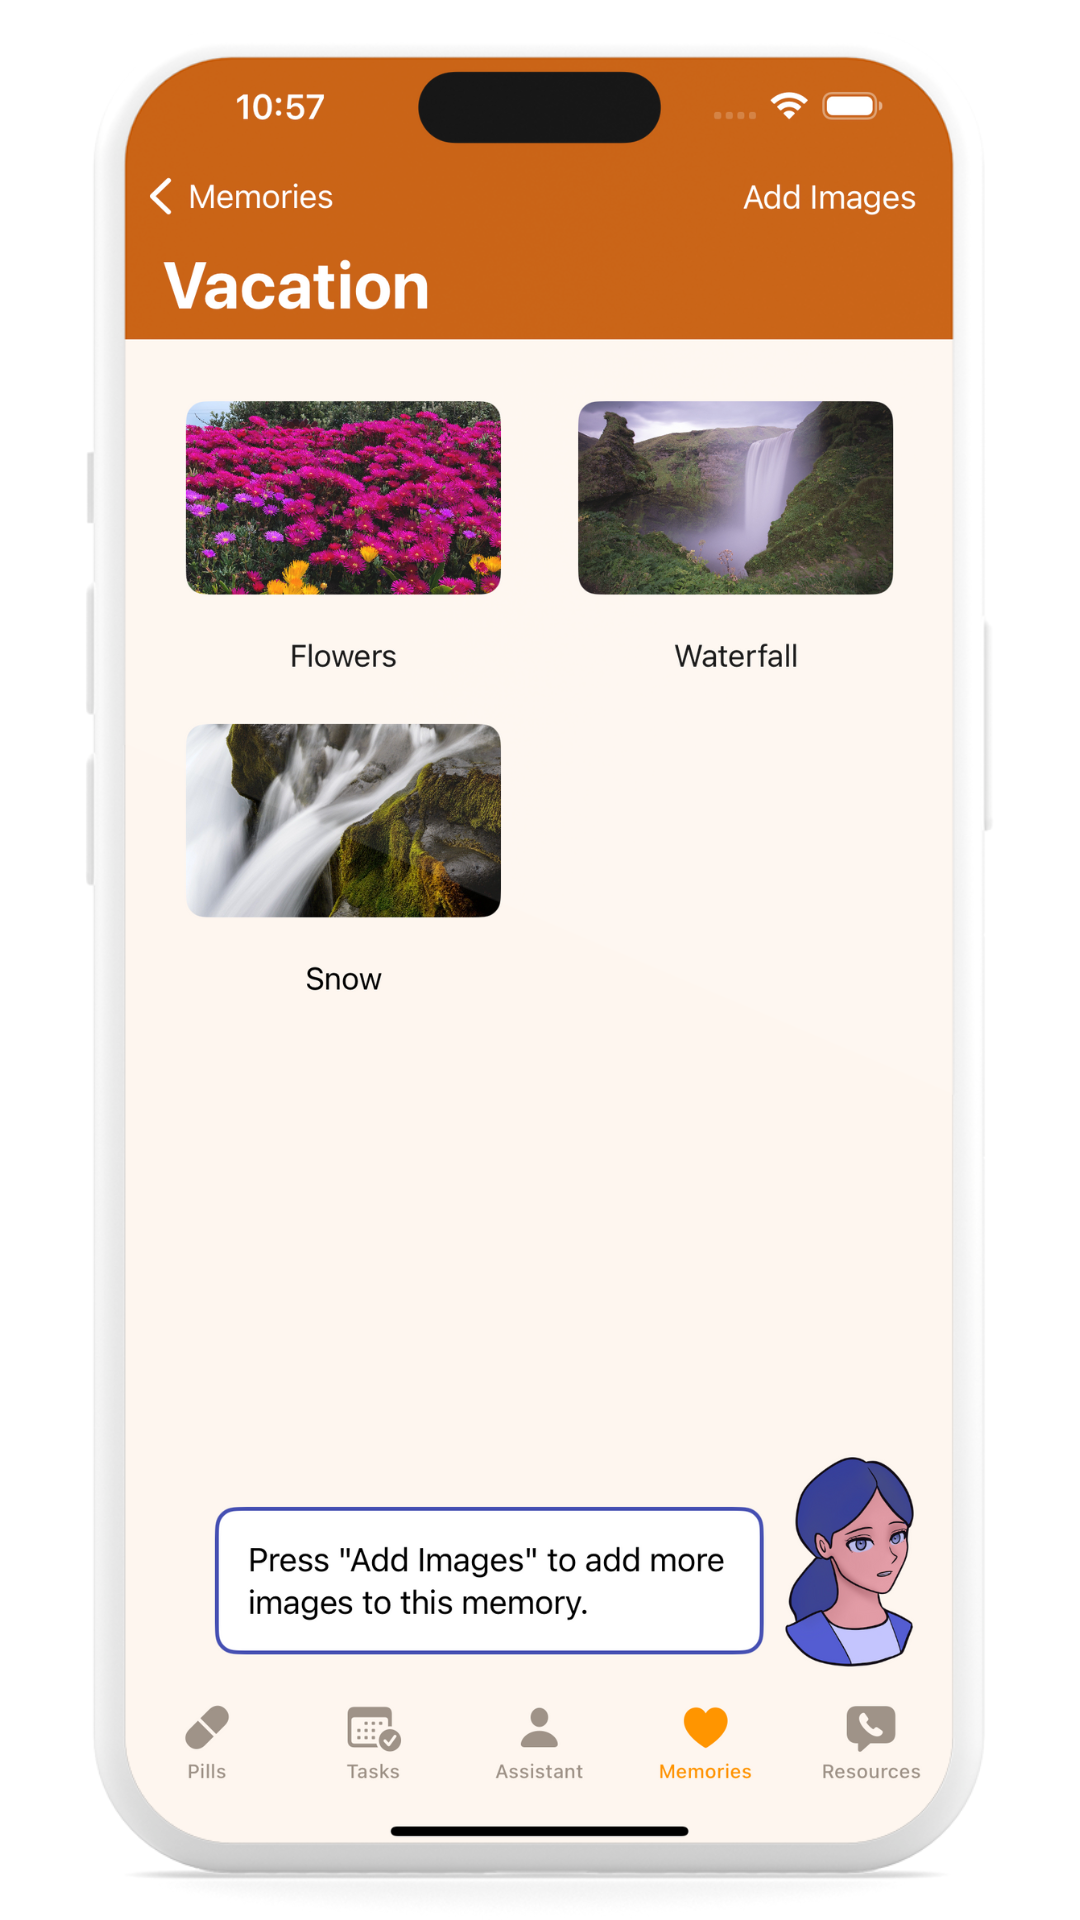 10:57
Memories
Add Images
Vacation
Flowers
Waterfall
Snow
Press "Add Images" to add more
images to this memory.
Pills
Tasks
Assistant
Memories
Resources